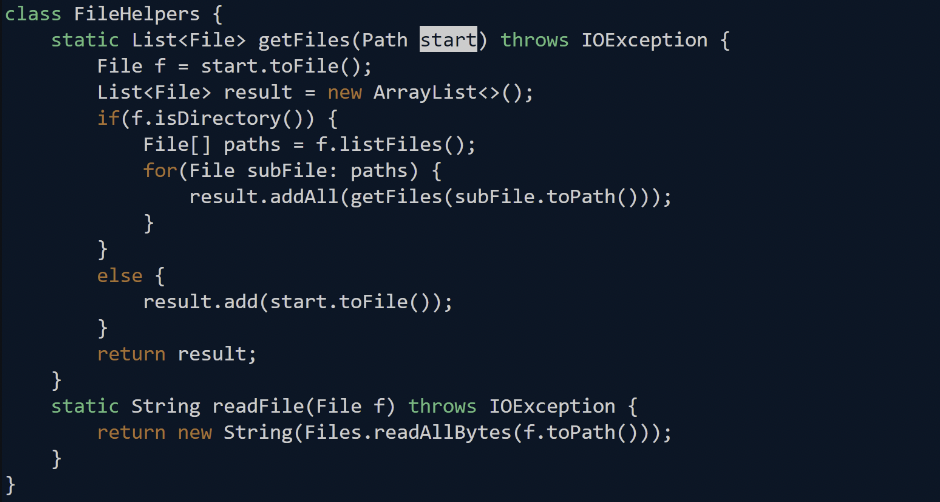 class FileHelpers {
    static List<File> getFiles(Path start) throws IOException {
        File f = start.toFile();
        List<File> result = new ArrayList<>();
        if(f.isDirectory()) {
            File[] paths = f.listFiles();
            for(File subFile: paths) {
                result.addAll(getFiles(subFile.toPath()));
            }
        }
        else {
            result.add(start.toFile());
        }
        return result;
    }
    static String readFile(File f) throws IOException {
        return new String(Files.readAllBytes(f.toPath()));
    }
}